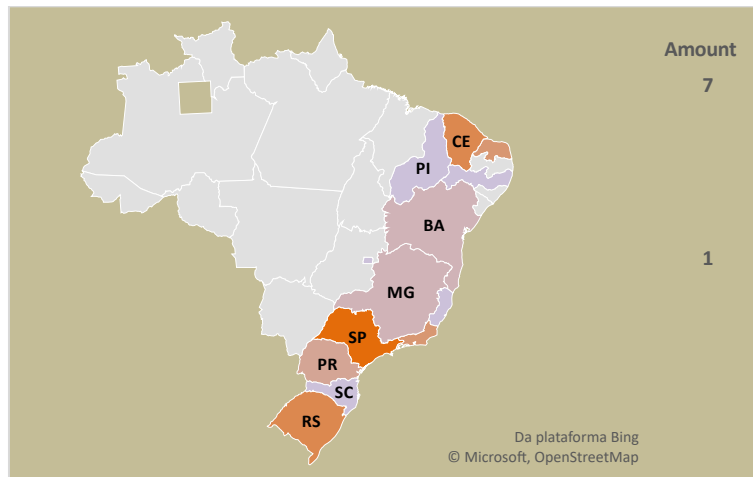 Amount
7
CE
PI
BA
1
MG
SP
PR
SC
RS
Da plataforma Bing
© Microsoft, OpenStreetMap